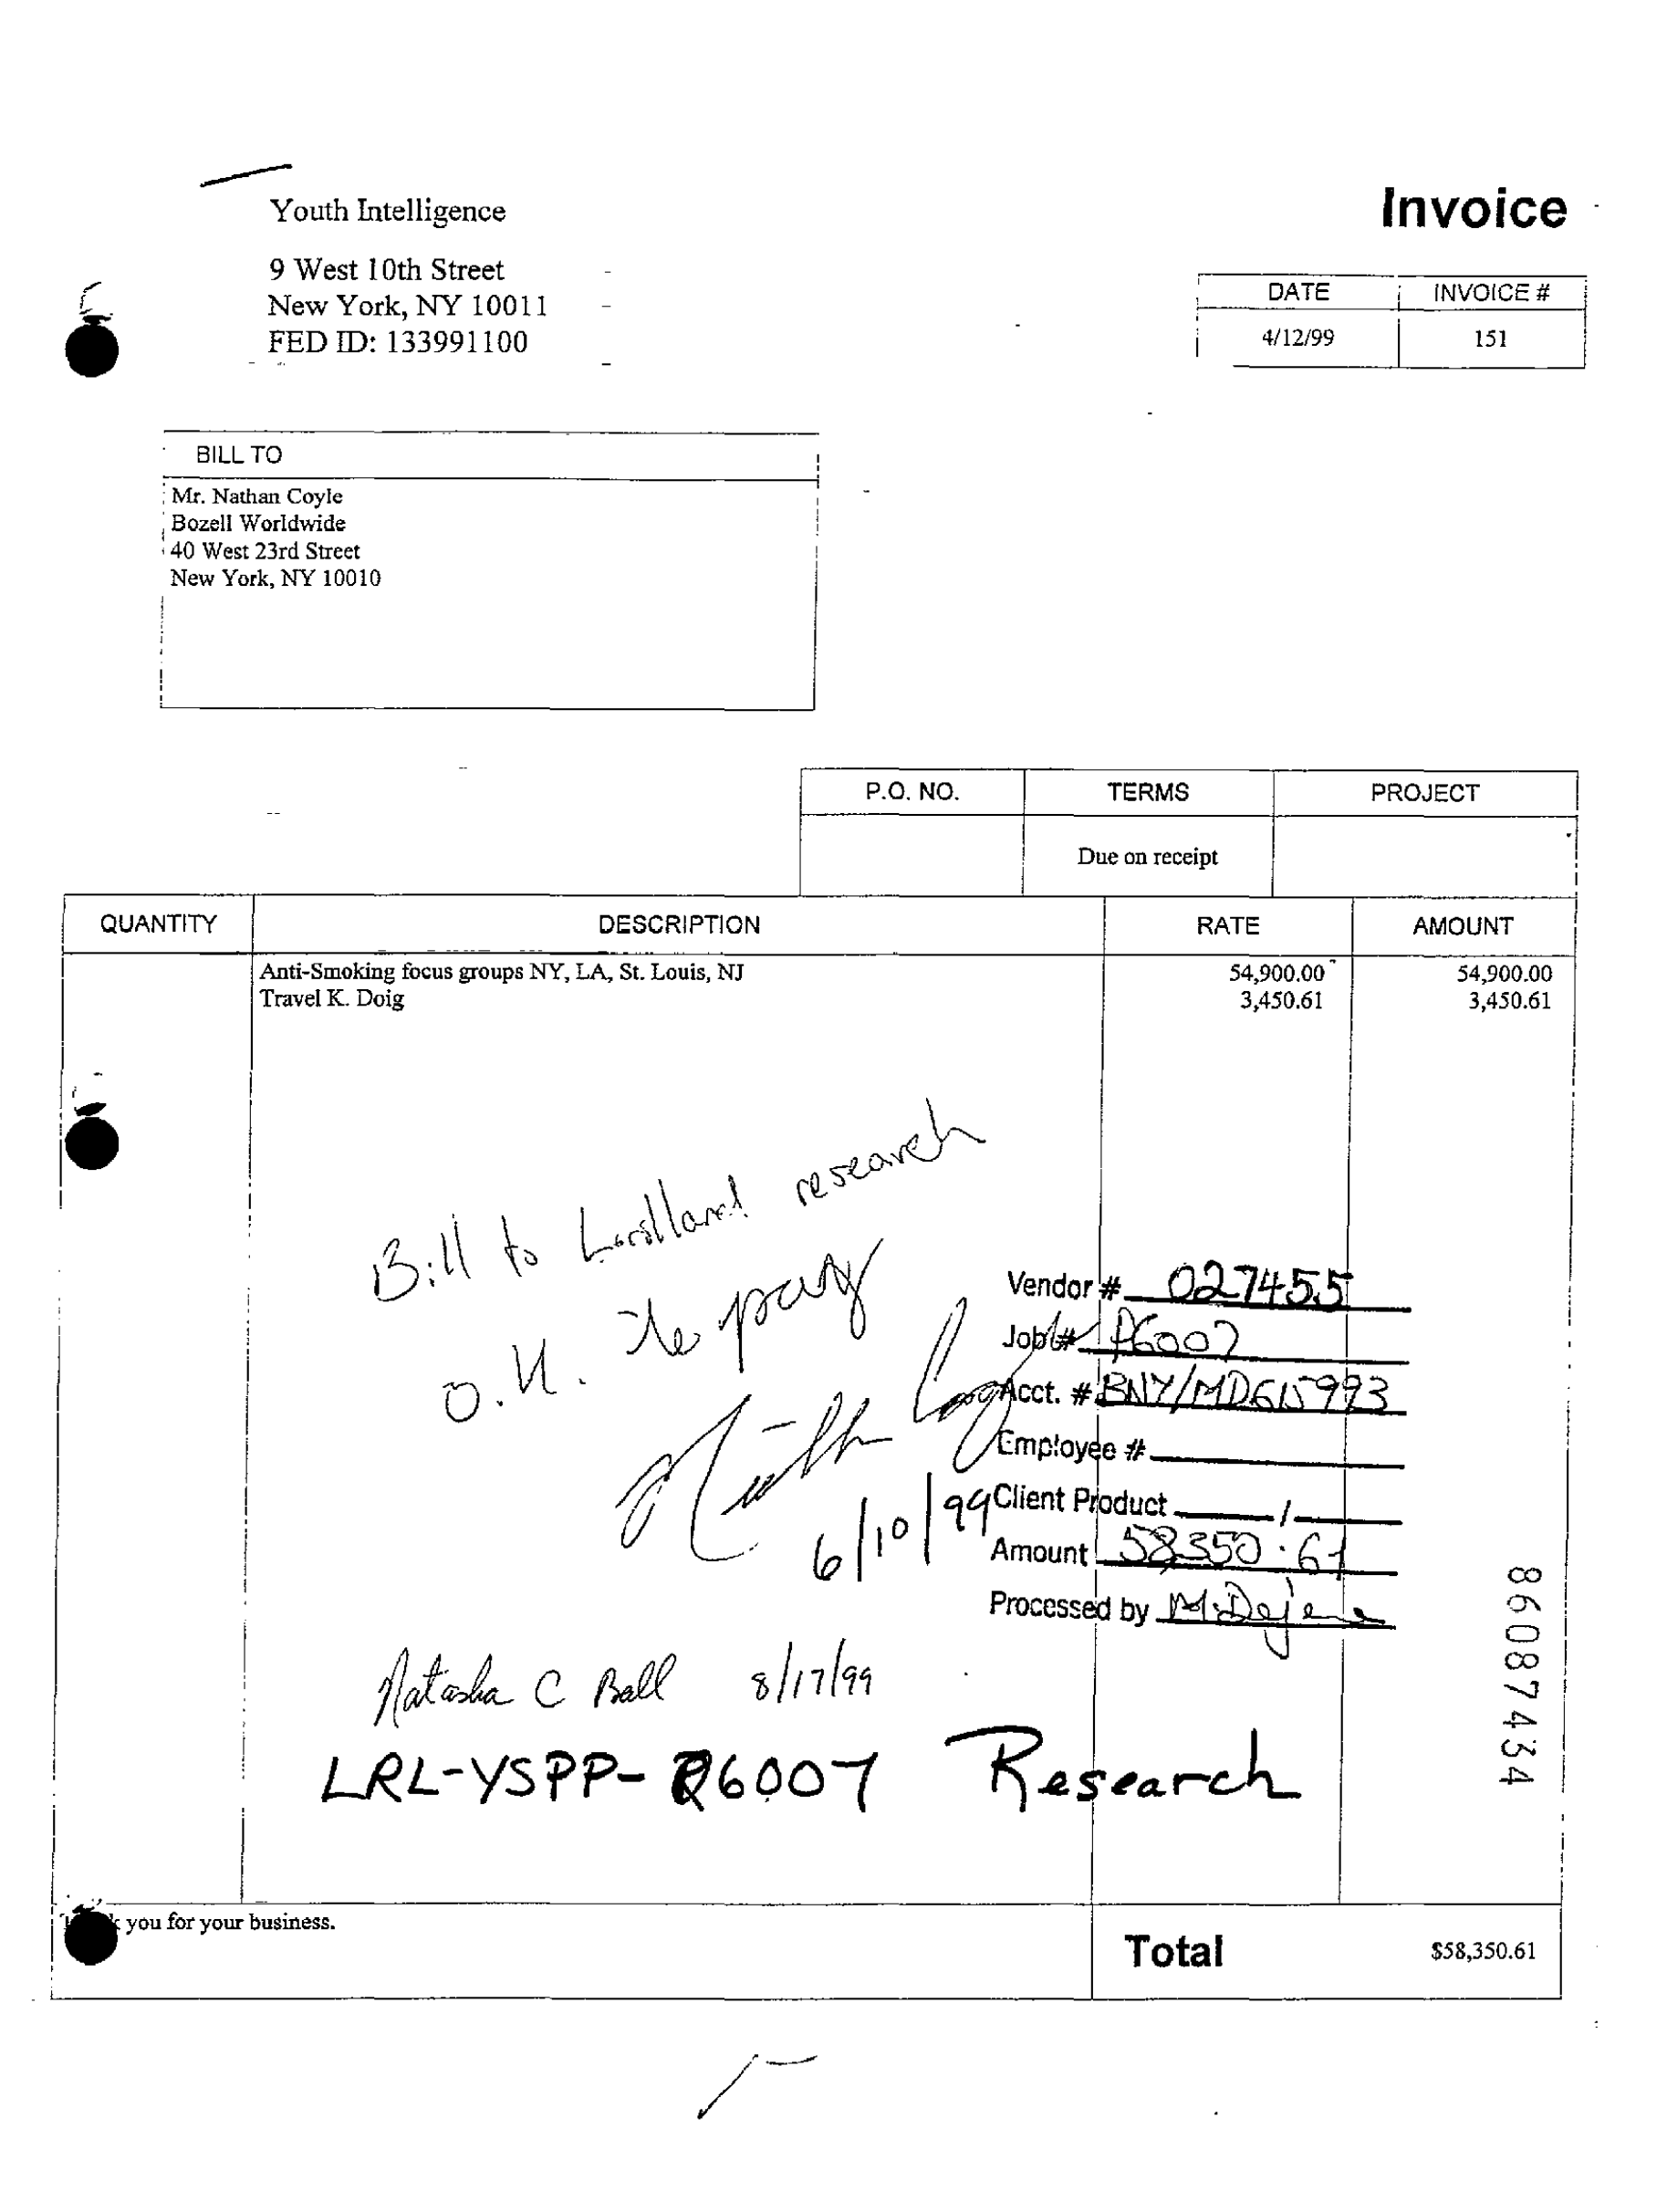 Invoice
Youth Intelligence
9 West 10th Street
New York, NY 10011
FED ID: 133991100
DATE INVOICE #
4/12/99 151
BILL TO
Mr. Nathan Coyle
Bozell Worldwide
40 West 23rd Street
New York, NY 10010
P.O. NO. TERMS PROJECT
Due on receipt
QUANTITY DESCRIPTION RATE AMOUNT
Anti-Smoking focus groups NY, LA, St. Louis, NJ 54,900.00 54,900.00
Travel K. Doig 3,450.61 3,450.61
Bill to Lorillard research
O.K. to pay
6/10/99
Vendor # 027455
Job # A6007
Acct. # BNY/MD615993
Employee #
Client Product /
Amount 58350.61
Processed by M.Dejene
Natasha C Ball 8/17/99
LRL-YSPP-R6007 Research
86087434
you for your business.
Total $58,350.61